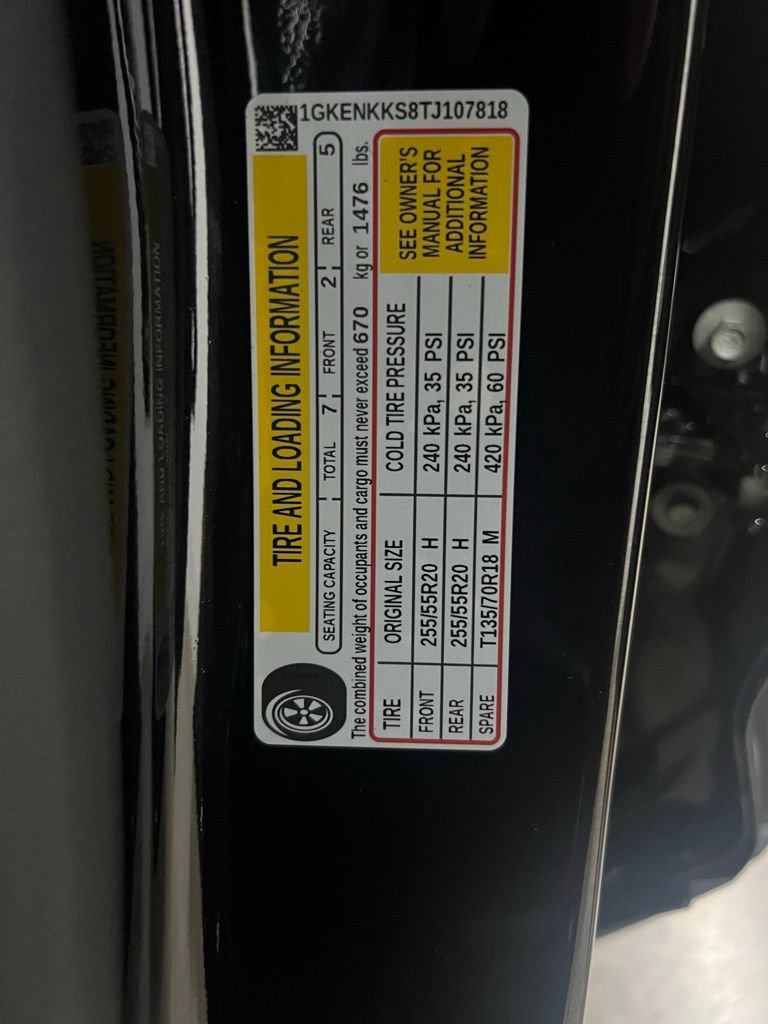 1GKENKKS8TJ107818
TIRE AND LOADING INFORMATION
SEATING CAPACITY TOTAL 7 FRONT 2 REAR 5
The combined weight of occupants and cargo must never exceed 670 kg or 1476 lbs.
TIRE ORIGINAL SIZE COLD TIRE PRESSURE
FRONT 255/55R20 H 240 kPa, 35 PSI
REAR 255/55R20 H 240 kPa, 35 PSI
SPARE T135/70R18 M 420 kPa, 60 PSI
SEE OWNER'S
MANUAL FOR
ADDITIONAL
INFORMATION